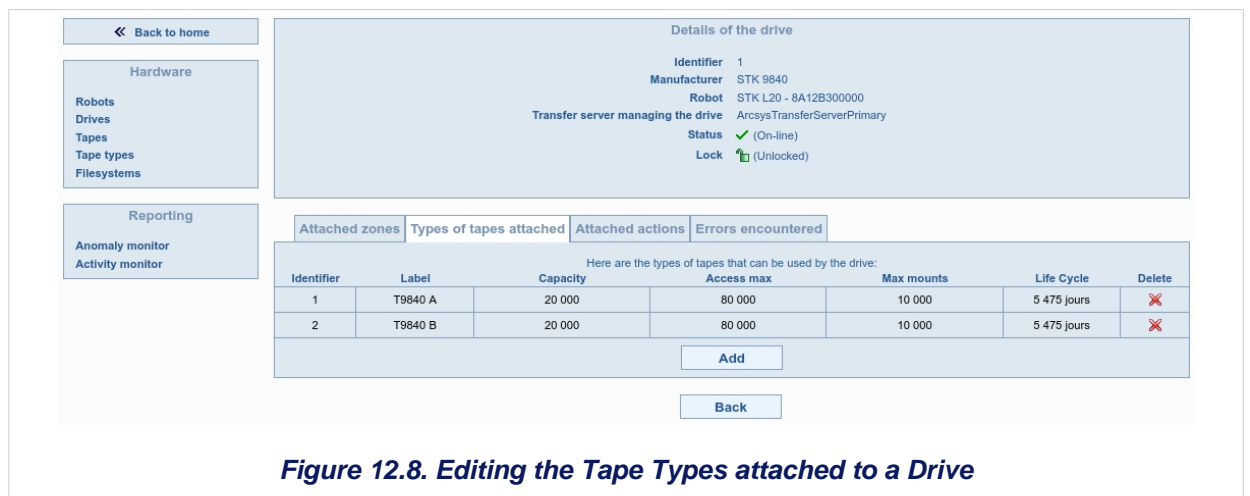 « Back to home
Hardware
Robots
Drives
Tapes
Tape types
Filesystems
Reporting
Anomaly monitor
Activity monitor
Details of the drive
Identifier 1
Manufacturer STK 9840
Robot STK L20 - 8A12B300000
Transfer server managing the drive ArcsysTransferServerPrimary
Status (On-line)
Lock (Unlocked)
Attached zones Types of tapes attached Attached actions Errors encountered
Here are the types of tapes that can be used by the drive:
Identifier Label Capacity Access max Max mounts Life Cycle Delete
1 T9840 A 20 000 80 000 10 000 5 475 jours
2 T9840 B 20 000 80 000 10 000 5 475 jours
Add
Back
Figure 12.8. Editing the Tape Types attached to a Drive